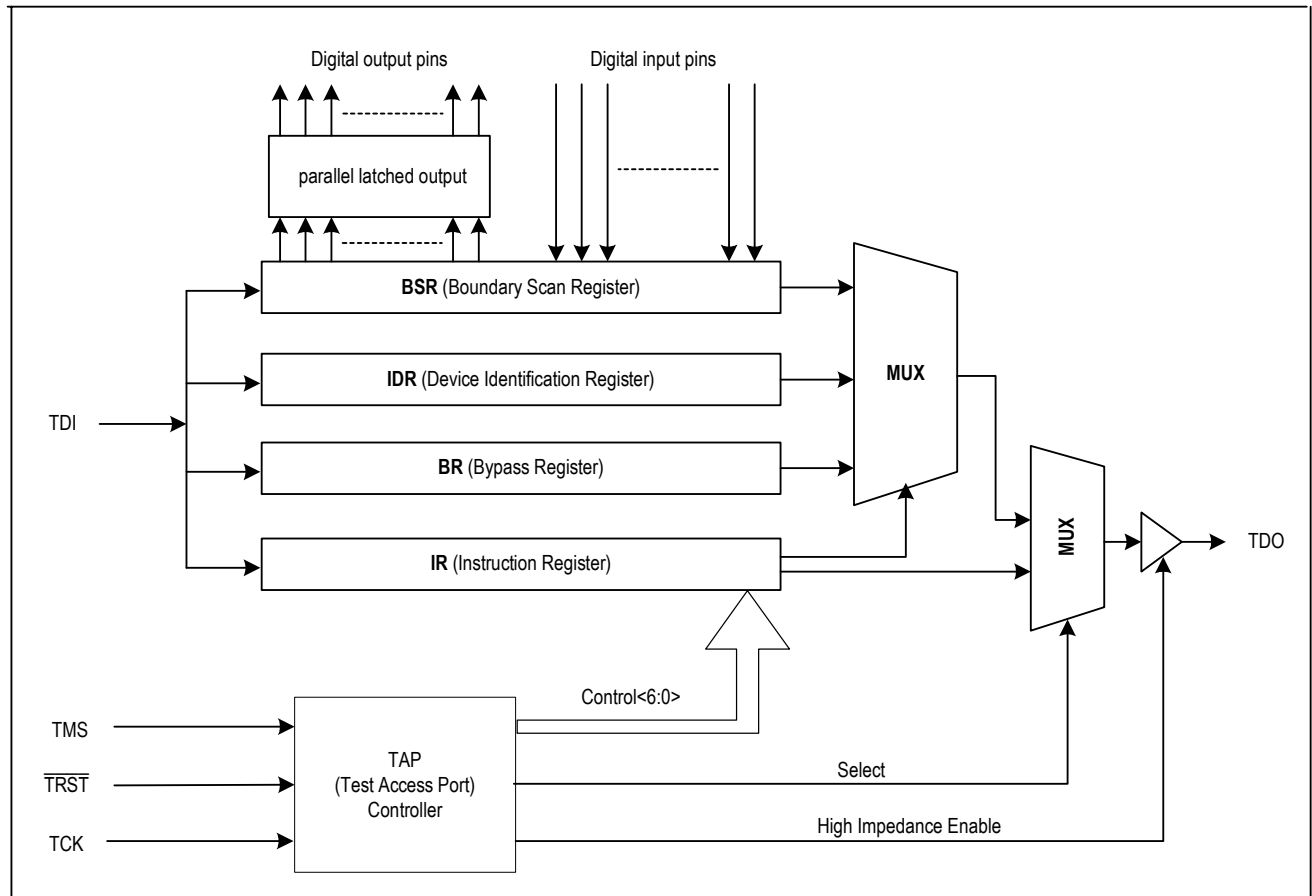 Digital output pins
Digital input pins
parallel latched output
BSR (Boundary Scan Register)
IDR (Device Identification Register)
MUX
TDI
BR (Bypass Register)
MUX
IR (Instruction Register)
TDO
Control<6:0>
TMS
TAP
(Test Access Port)
Controller
TRST
Select
TCK
High Impedance Enable